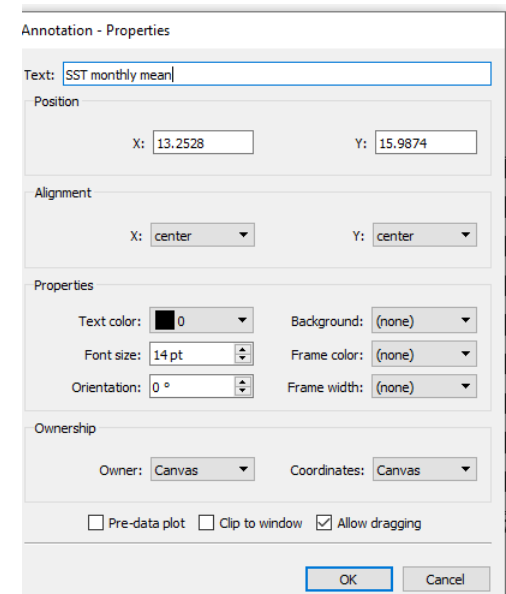 Annotation - Properties
Text: SST monthly mean
Position
X: 13.2528 Y: 15.9874
Alignment
X: center Y: center
Properties
Text color: 0 Background: (none)
Font size: 14 pt Frame color: (none)
Orientation: 0 ° Frame width: (none)
Ownership
Owner: Canvas Coordinates: Canvas
Pre-data plot Clip to window Allow dragging
OK Cancel